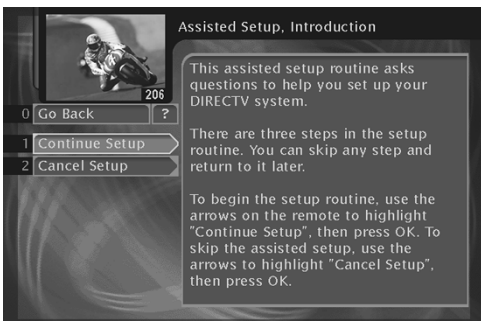 Assisted Setup, Introduction
206
0 Go Back ?
1 Continue Setup
2 Cancel Setup
This assisted setup routine asks
questions to help you set up your
DIRECTV system.
There are three steps in the setup
routine. You can skip any step and
return to it later.
To begin the setup routine, use the
arrows on the remote to highlight
"Continue Setup", then press OK. To
skip the assisted setup, use the
arrows to highlight "Cancel Setup",
then press OK.